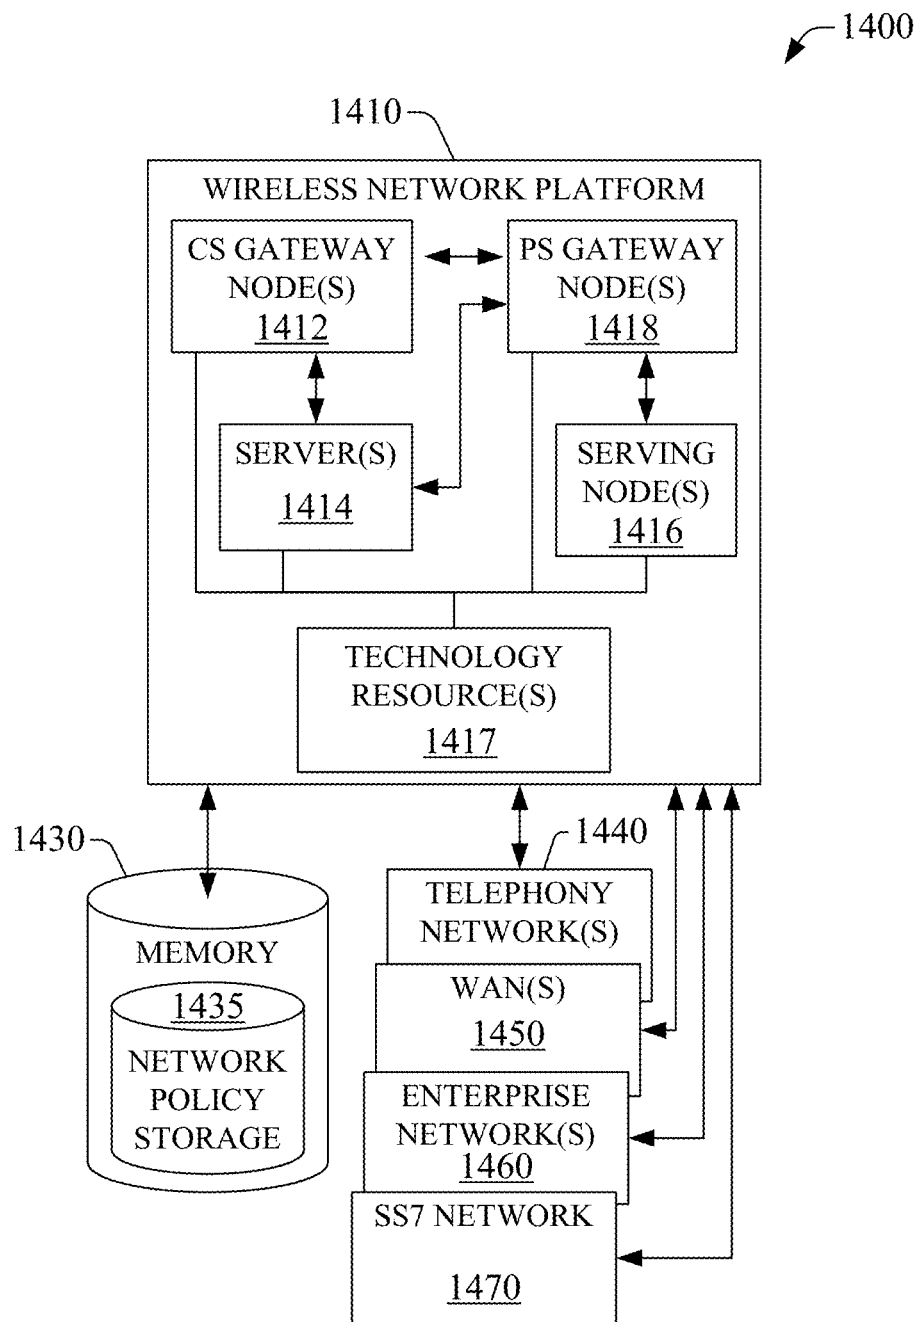 1400
1410
WIRELESS NETWORK PLATFORM
CS GATEWAY
NODE(S)
1412
PS GATEWAY
NODE(S)
1418
SERVER(S)
1414
SERVING
NODE(S)
1416
TECHNOLOGY
RESOURCE(S)
1417
1430
MEMORY
1435
NETWORK
POLICY
STORAGE
1440
TELEPHONY
NETWORK(S)
WAN(S)
1450
ENTERPRISE
NETWORK(S)
1460
SS7 NETWORK
1470